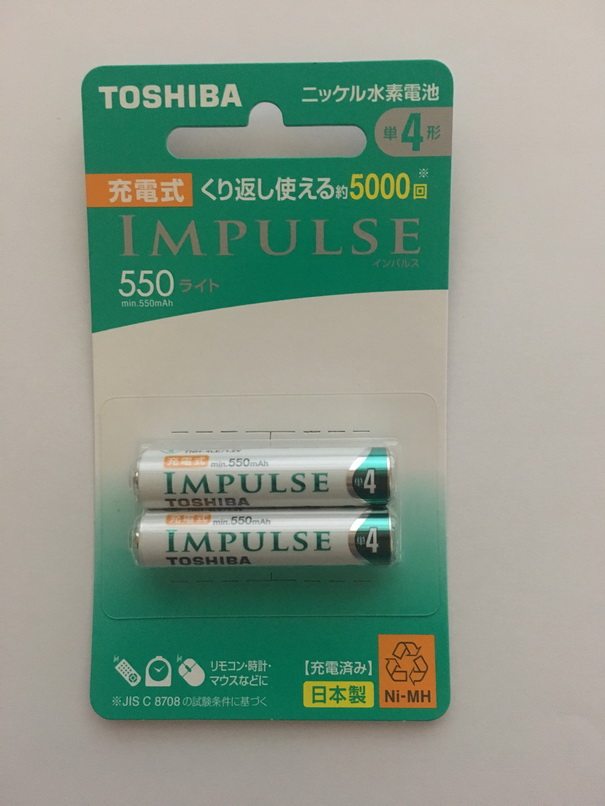 TOSHIBA
ニッケル水素電池
単4形
充電式 くり返し使える約5000回※
IMPULSE
インパルス
550 ライト
min.550mAh
充電式 min.550mAh
IMPULSE
TOSHIBA
単4
充電式 min.550mAh
IMPULSE
TOSHIBA
単4
リモコン・時計・
マウスなどに
※JIS C 8708の試験条件に基づく
【充電済み】
日本製
Ni-MH